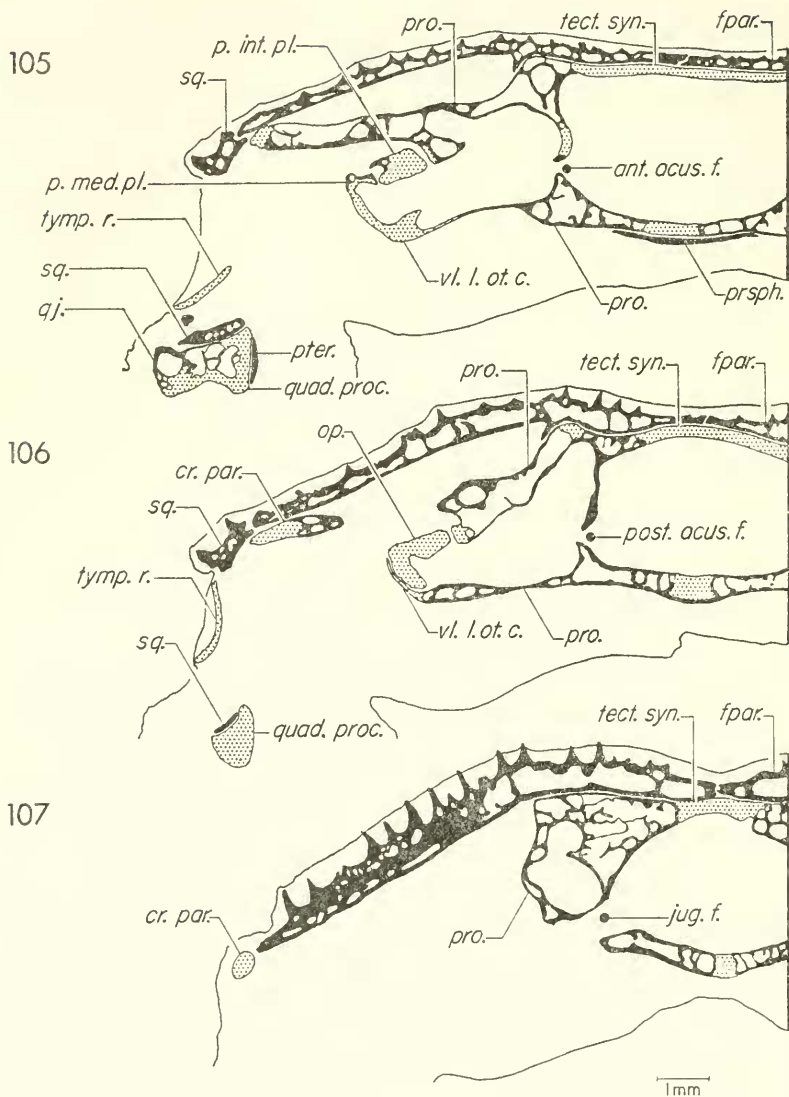 105
p. int. pl.
pro.
tect. syn.
fpar.
sq.
p. med. pl.
ant. acus. f.
tymp. r.
sq.
vl. l. ot. c.
pro.
prsph.
qj.
pter.
quad. proc.
106
pro.
tect. syn.
fpar.
op.
cr. par.
sq.
post. acus. f.
tymp. r.
vl. l. ot. c.
pro.
sq.
quad. proc.
107
tect. syn.
fpar.
cr. par.
pro.
jug. f.
1mm